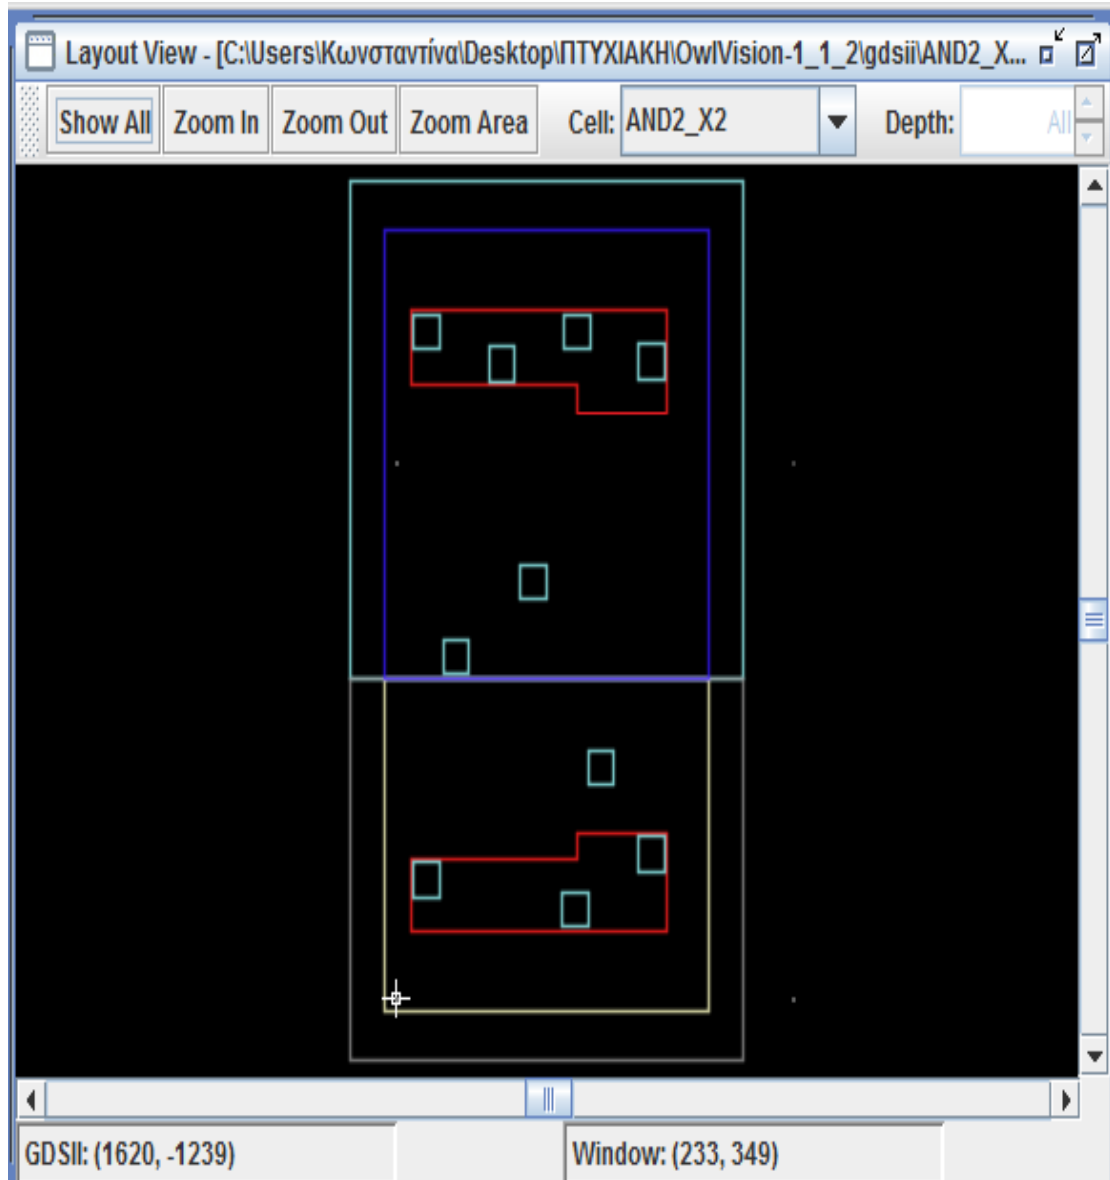 Layout View - [C:\Users\Κωνσταντίνα\Desktop\ΠΤΥΧΙΑΚΗ\OwlVision-1_1_2\gdsii\AND2_X...
Show All Zoom In Zoom Out Zoom Area Cell: AND2_X2 Depth: All
GDSII: (1620, -1239) Window: (233, 349)